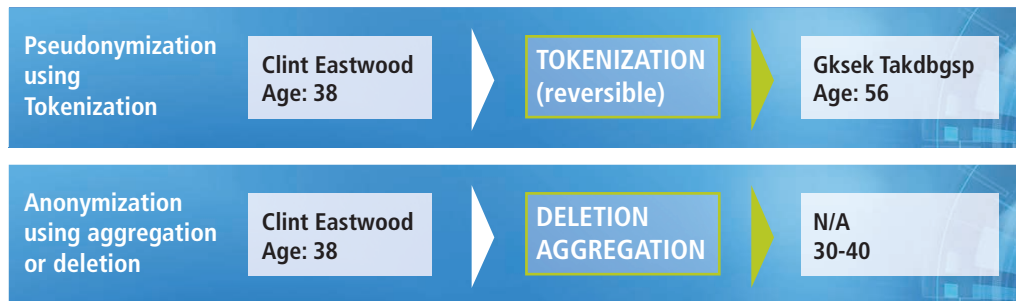 Pseudonymization
using
Tokenization
Clint Eastwood
Age: 38
TOKENIZATION
(reversible)
Gksek Takdbgsp
Age: 56
Anonymization
using aggregation
or deletion
Clint Eastwood
Age: 38
DELETION
AGGREGATION
N/A
30-40